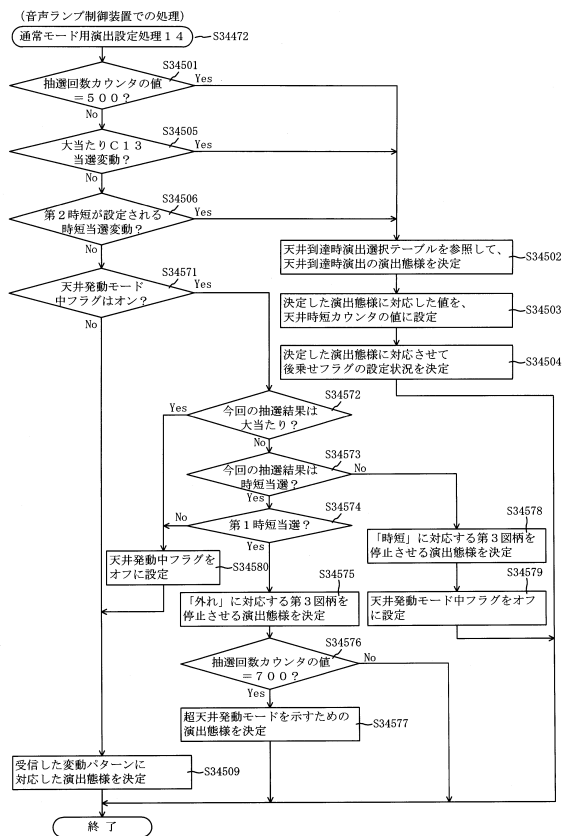 (音声ランプ制御装置での処理)
通常モード用演出設定処理１４
S34472
S34501
抽選回数カウンタの値
＝５００？
Yes
No
S34505
大当たりＣ１３
当選変動？
Yes
No
S34506
第２時短が設定される
時短当選変動？
Yes
No
天井到達時演出選択テーブルを参照して、
天井到達時演出の演出態様を決定
S34502
S34571
天井発動モード
中フラグはオン？
Yes
No
決定した演出態様に対応した値を、
天井時短カウンタの値に設定
S34503
決定した演出態様に対応させて
後乗せフラグの設定状況を決定
S34504
S34572
今回の抽選結果は
大当たり？
Yes
No
S34573
今回の抽選結果は
時短当選？
No
Yes
S34574
第１時短当選？
No
Yes
S34578
「時短」に対応する第３図柄を
停止させる演出態様を決定
天井発動中フラグを
オフに設定
S34580
S34575
「外れ」に対応する第３図柄を
停止させる演出態様を決定
S34579
天井発動モード中フラグをオフ
に設定
S34576
抽選回数カウンタの値
＝７００？
No
Yes
超天井発動モードを示すための
演出態様を決定
S34577
受信した変動パターンに
対応した演出態様を決定
S34509
終 了